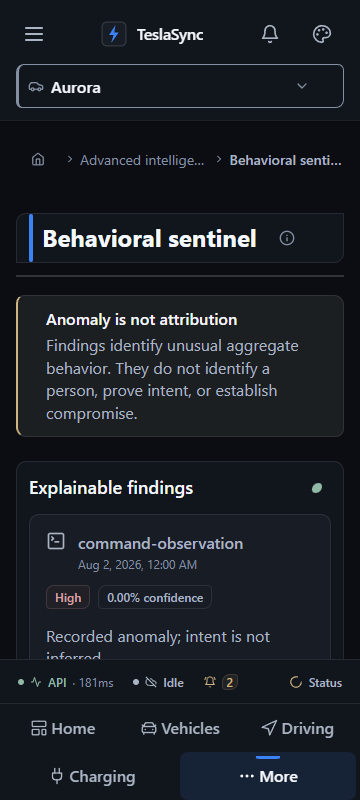 TeslaSync
Aurora
Advanced intellige... Behavioral senti...
Behavioral sentinel
Anomaly is not attribution
Findings identify unusual aggregate
behavior. They do not identify a
person, prove intent, or establish
compromise.
Explainable findings
command-observation
Aug 2, 2026, 12:00 AM
High 0.00% confidence
Recorded anomaly; intent is not
inferred
API · 181ms Idle 2 Status
Home Vehicles Driving
Charging More